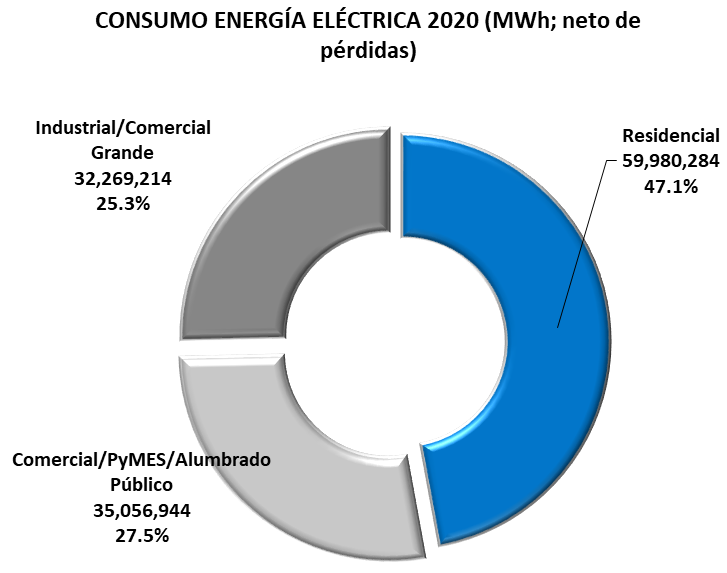 CONSUMO ENERGÍA ELÉCTRICA 2020 (MWh; neto de
pérdidas)
Industrial/Comercial
Grande
32,269,214
25.3%
Residencial
59,980,284
47.1%
Comercial/PyMES/Alumbrado
Público
35,056,944
27.5%